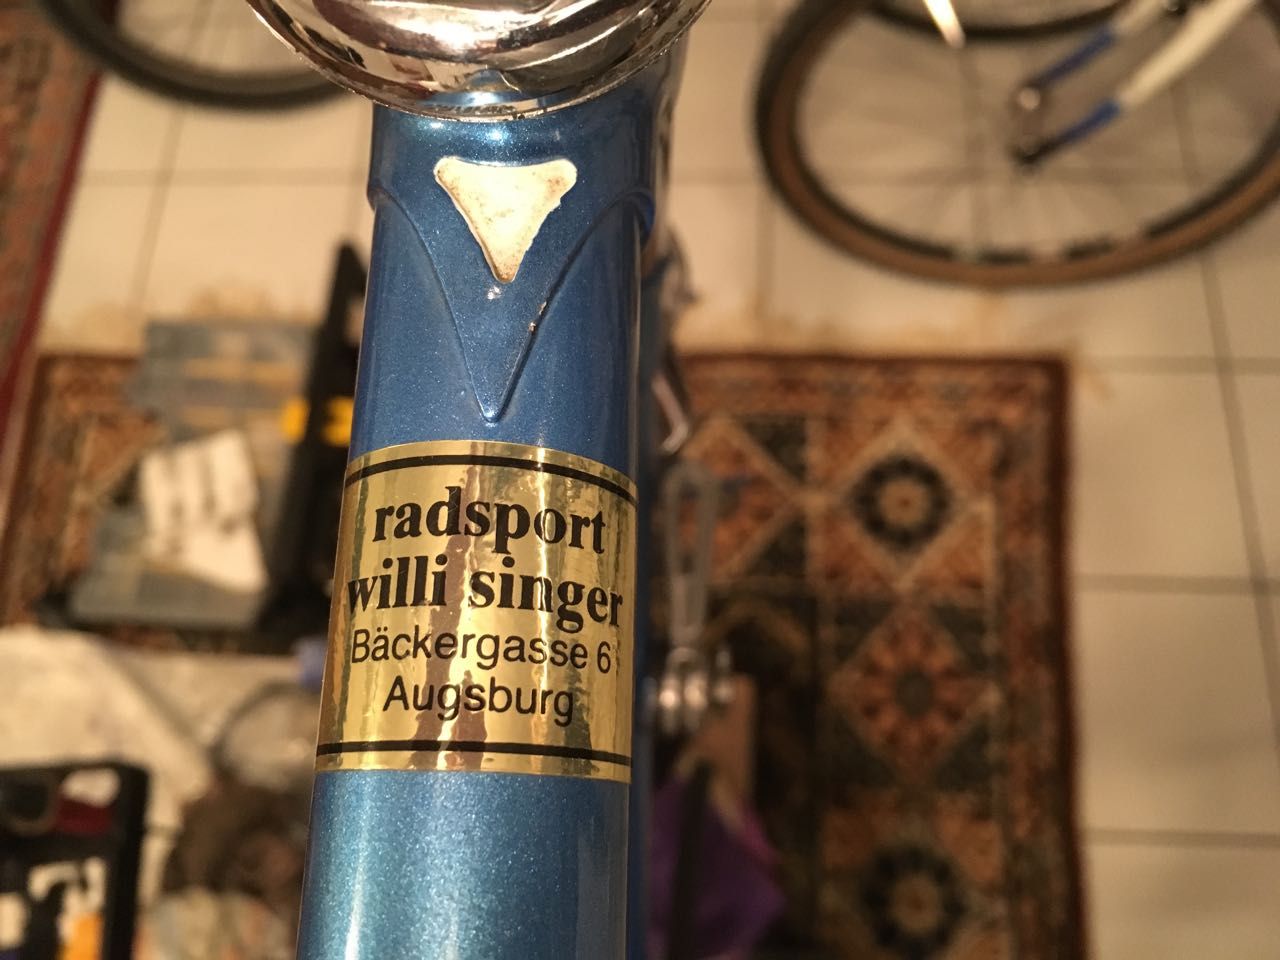 radsport
willi singer
Bäckergasse 6
Augsburg